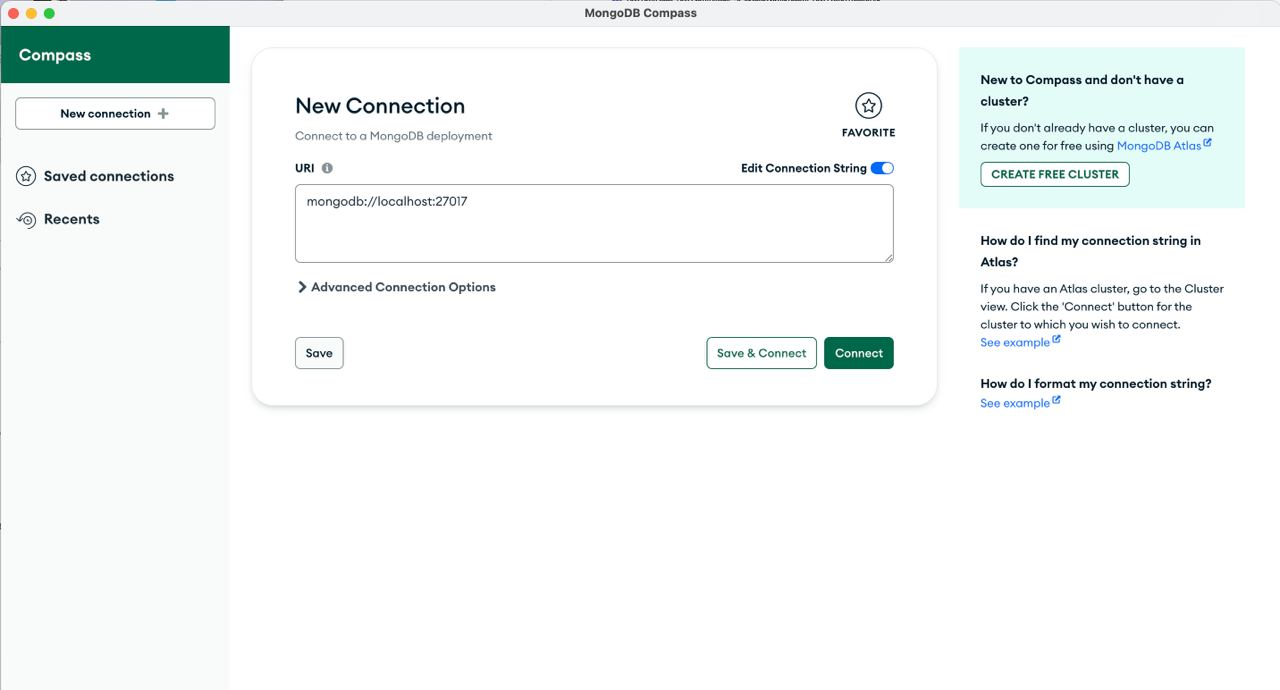 MongoDB Compass
Compass
New connection
Saved connections
Recents
New Connection
Connect to a MongoDB deployment
FAVORITE
URI
Edit Connection String
mongodb://localhost:27017
Advanced Connection Options
Save
Save & Connect
Connect
New to Compass and don't have a
cluster?
If you don't already have a cluster, you can
create one for free using MongoDB Atlas
CREATE FREE CLUSTER
How do I find my connection string in
Atlas?
If you have an Atlas cluster, go to the Cluster
view. Click the 'Connect' button for the
cluster to which you wish to connect.
See example
How do I format my connection string?
See example